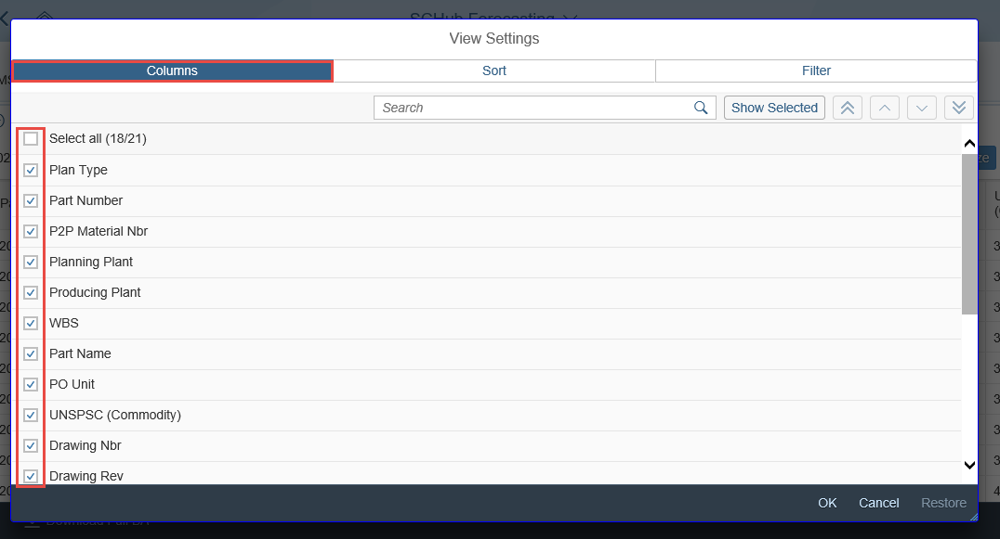 SCHub Forecasting
View Settings
Columns Sort Filter
Search Show Selected
Select all (18/21)
Plan Type
Part Number
P2P Material Nbr
Planning Plant
Producing Plant
WBS
Part Name
PO Unit
UNSPSC (Commodity)
Drawing Nbr
Drawing Rev
OK Cancel Restore